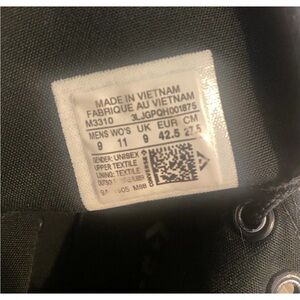 MADE IN VIETNAM
FABRIQUE AU VIETNAM
M3310 3LJGPQH001875
MENS WO'S UK EUR CM
9 11 9 42.5 27.5
GENDER: UNISEX
UPPER: TEXTILE
LINING: TEXTILE
CONVERSE